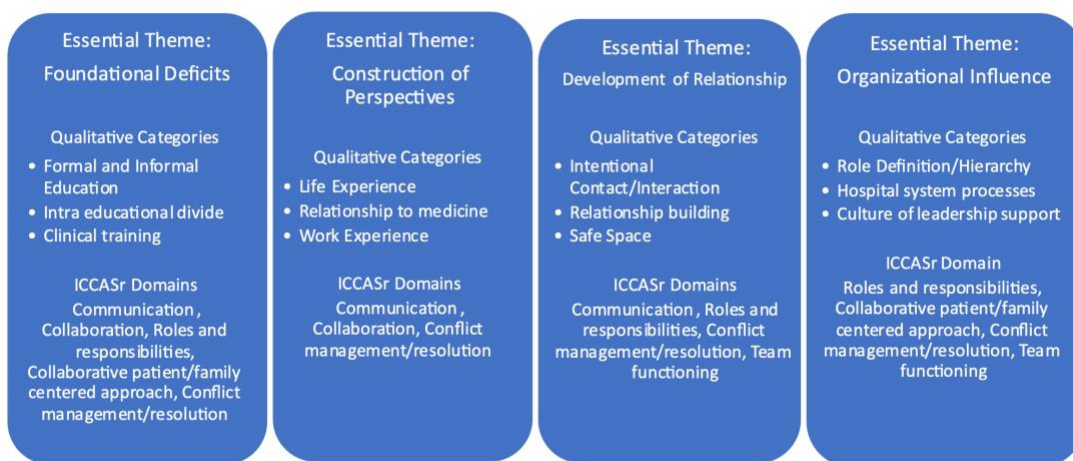 Essential Theme:
Foundational Deficits
Qualitative Categories
• Formal and Informal
Education
• Intra educational divide
• Clinical training
ICCASr Domains
Communication ,
Collaboration, Roles and
responsibilities,
Collaborative patient/family
centered approach, Conflict
management/resolution
Essential Theme:
Construction of
Perspectives
Qualitative Categories
• Life Experience
• Relationship to medicine
• Work Experience
ICCASr Domains
Communication ,
Collaboration, Conflict
management/resolution
Essential Theme:
Development of Relationship
Qualitative Categories
• Intentional
Contact/Interaction
• Relationship building
• Safe Space
ICCASr Domains
Communication , Roles and
responsibilities, Conflict
management/resolution, Team
functioning
Essential Theme:
Organizational Influence
Qualitative Categories
• Role Definition/Hierarchy
• Hospital system processes
• Culture of leadership support
ICCASr Domain
Roles and responsibilities,
Collaborative patient/family
centered approach, Conflict
management/resolution, Team
functioning